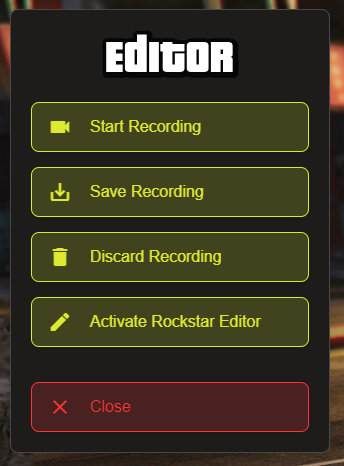 EDITOR
Start Recording
Save Recording
Discard Recording
Activate Rockstar Editor
Close